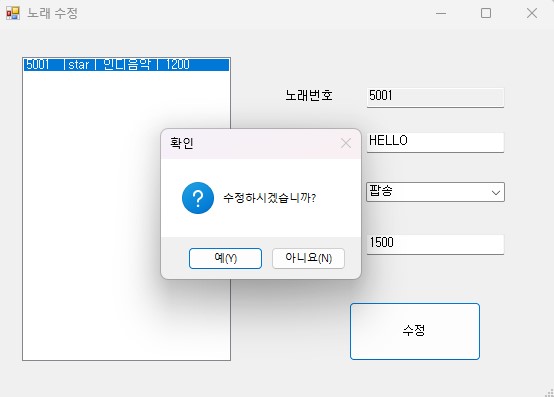 노래 수정
5001 | star | 인디음악 | 1200
노래번호
5001
HELLO
팝송
1500
수정
확인
수정하시겠습니까?
예(Y)
아니요(N)